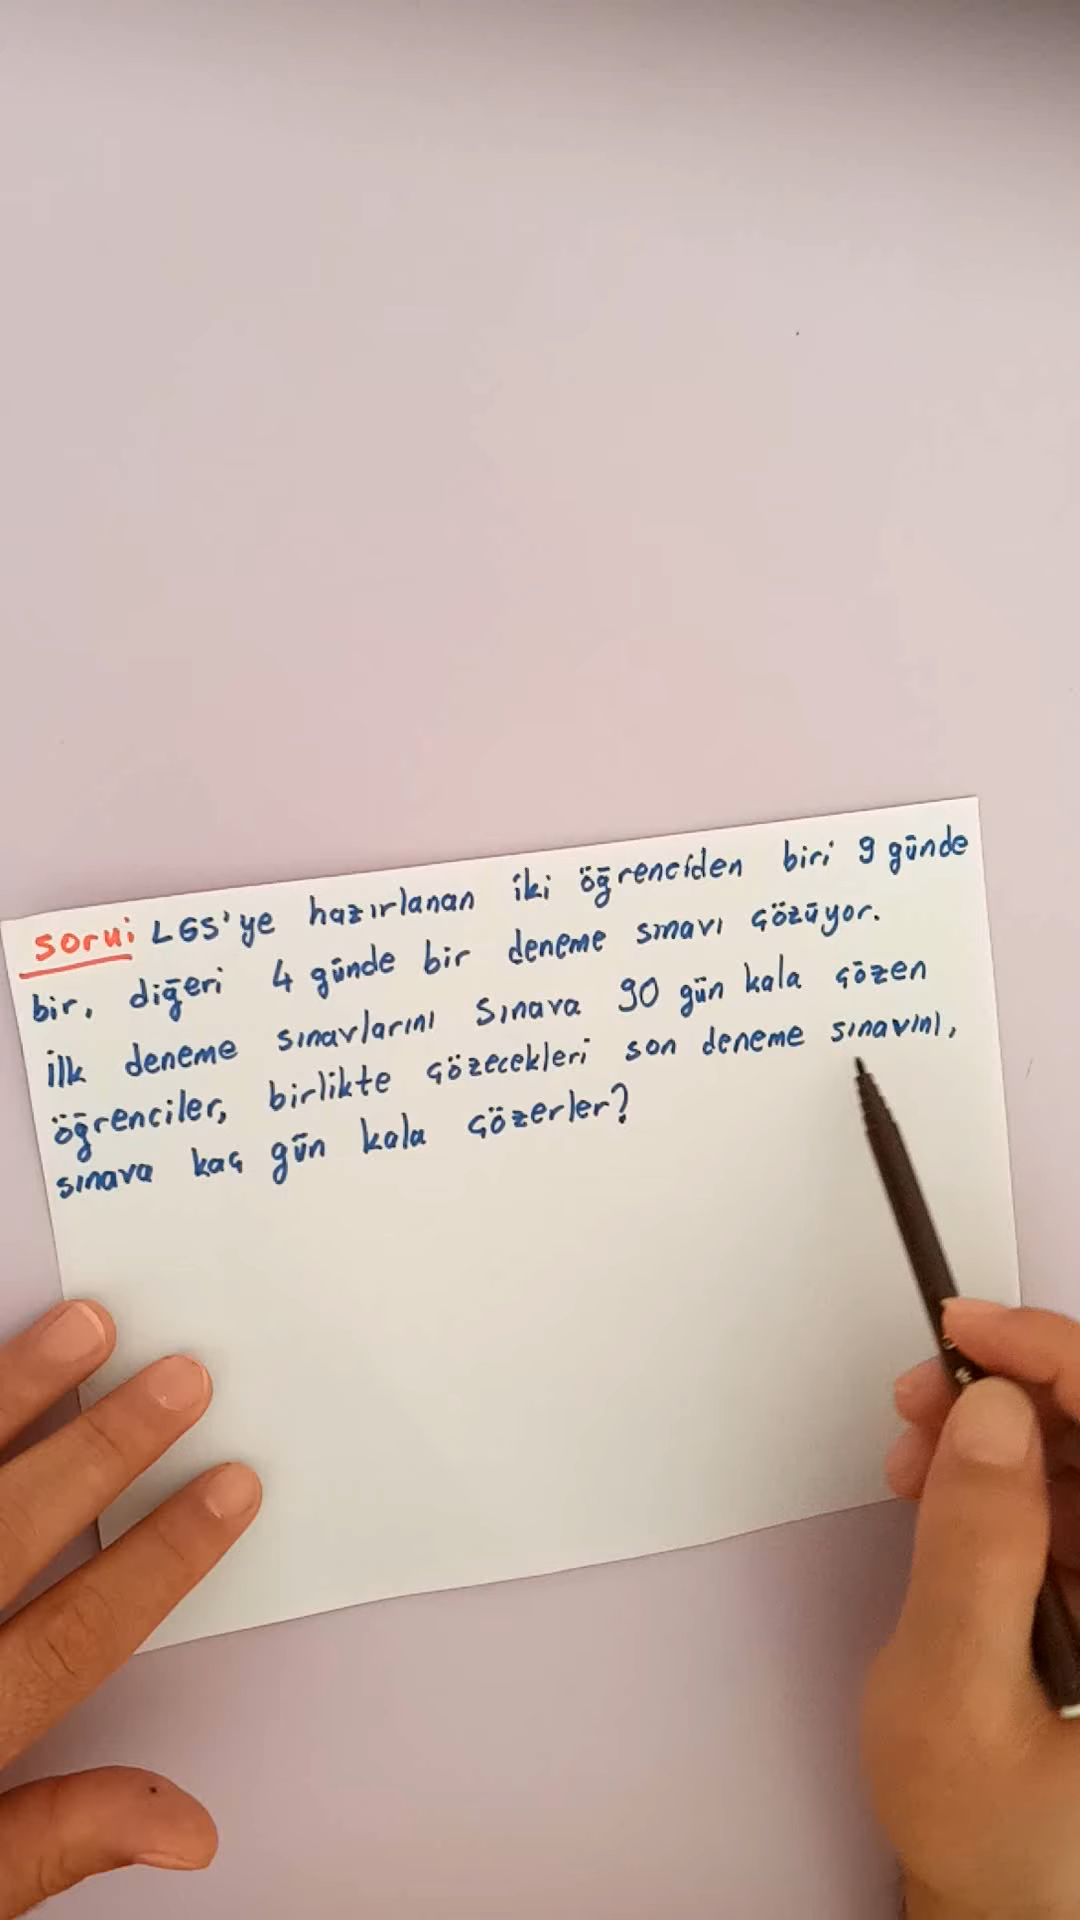 soru: LGS'ye hazırlanan iki öğrenciden biri 9 günde
bir, diğeri 4 günde bir deneme sınavı çözüyor.
ilk deneme sınavlarını sınava 90 gün kala çözen
öğrenciler, birlikte çözecekleri son deneme sınavını,
sınava kaç gün kala çözerler?